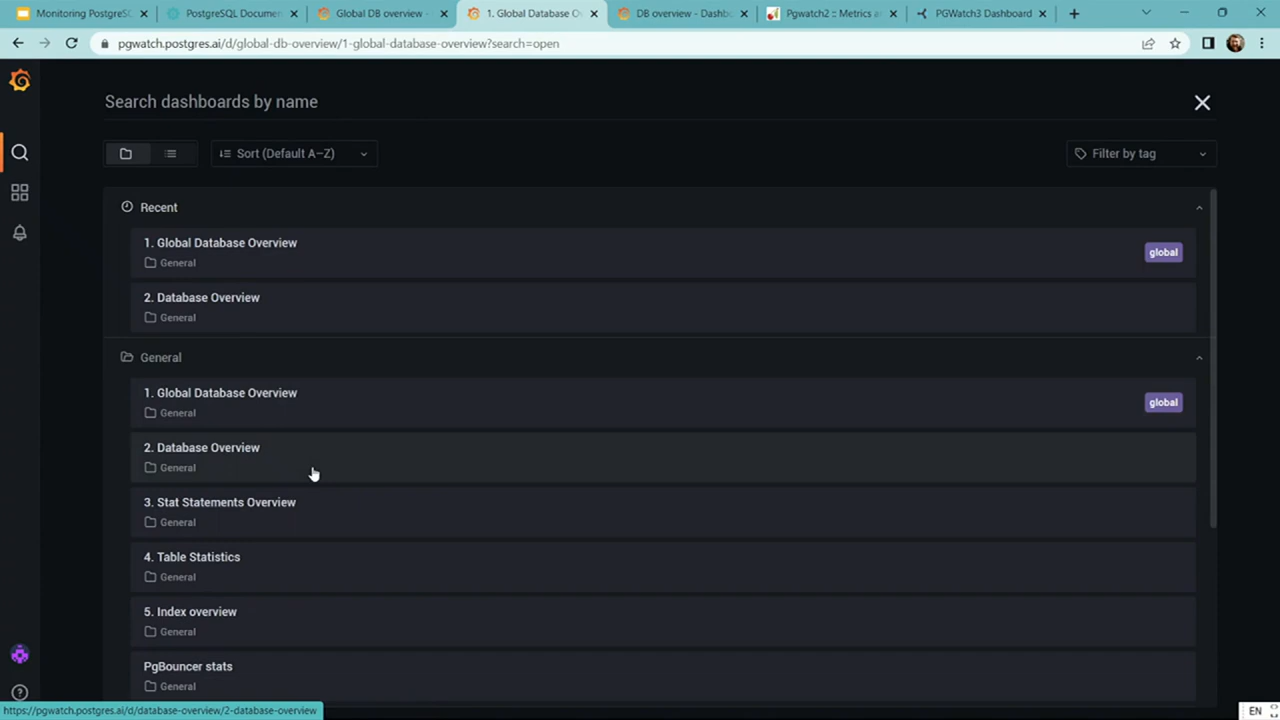 Monitoring PostgreS
PostgreSQL Documen
Global DB overview -
1. Global Database O
DB overview - Dashb
Pgwatch2 :: Metrics a
PGWatch3 Dashboard
pgwatch.postgres.ai/d/global-db-overview/1-global-database-overview?search=open
Search dashboards by name
Sort (Default A–Z)
Filter by tag
Recent
1. Global Database Overview
global
General
2. Database Overview
General
General
1. Global Database Overview
global
General
2. Database Overview
General
3. Stat Statements Overview
General
4. Table Statistics
General
5. Index overview
General
PgBouncer stats
General
https://pgwatch.postgres.ai/d/database-overview/2-database-overview
EN